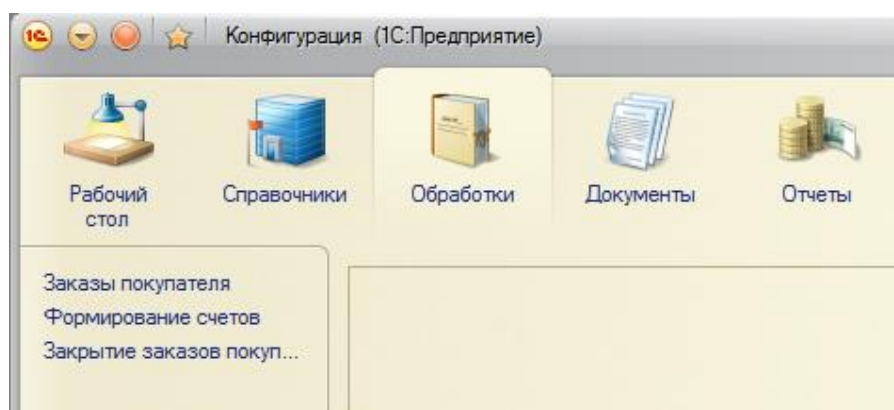 1С Конфигурация (1С:Предприятие)
Рабочий стол
Справочники
Обработки
Документы
Отчеты
Заказы покупателя
Формирование счетов
Закрытие заказов покуп...